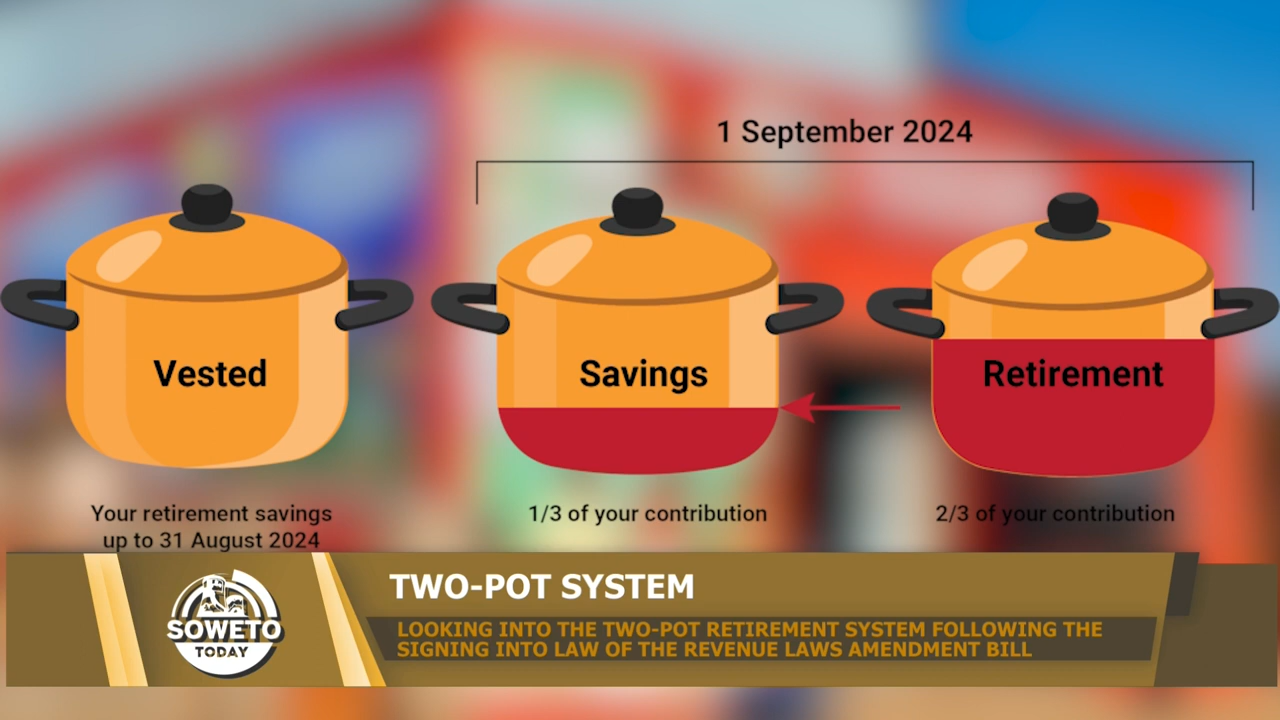 1 September 2024
Vested
Savings
Retirement
Your retirement savings
up to 31 August 2024
1/3 of your contribution
2/3 of your contribution
TWO-POT SYSTEM
LOOKING INTO THE TWO-POT RETIREMENT SYSTEM FOLLOWING THE
SIGNING INTO LAW OF THE REVENUE LAWS AMENDMENT BILL
SOWETO
TODAY